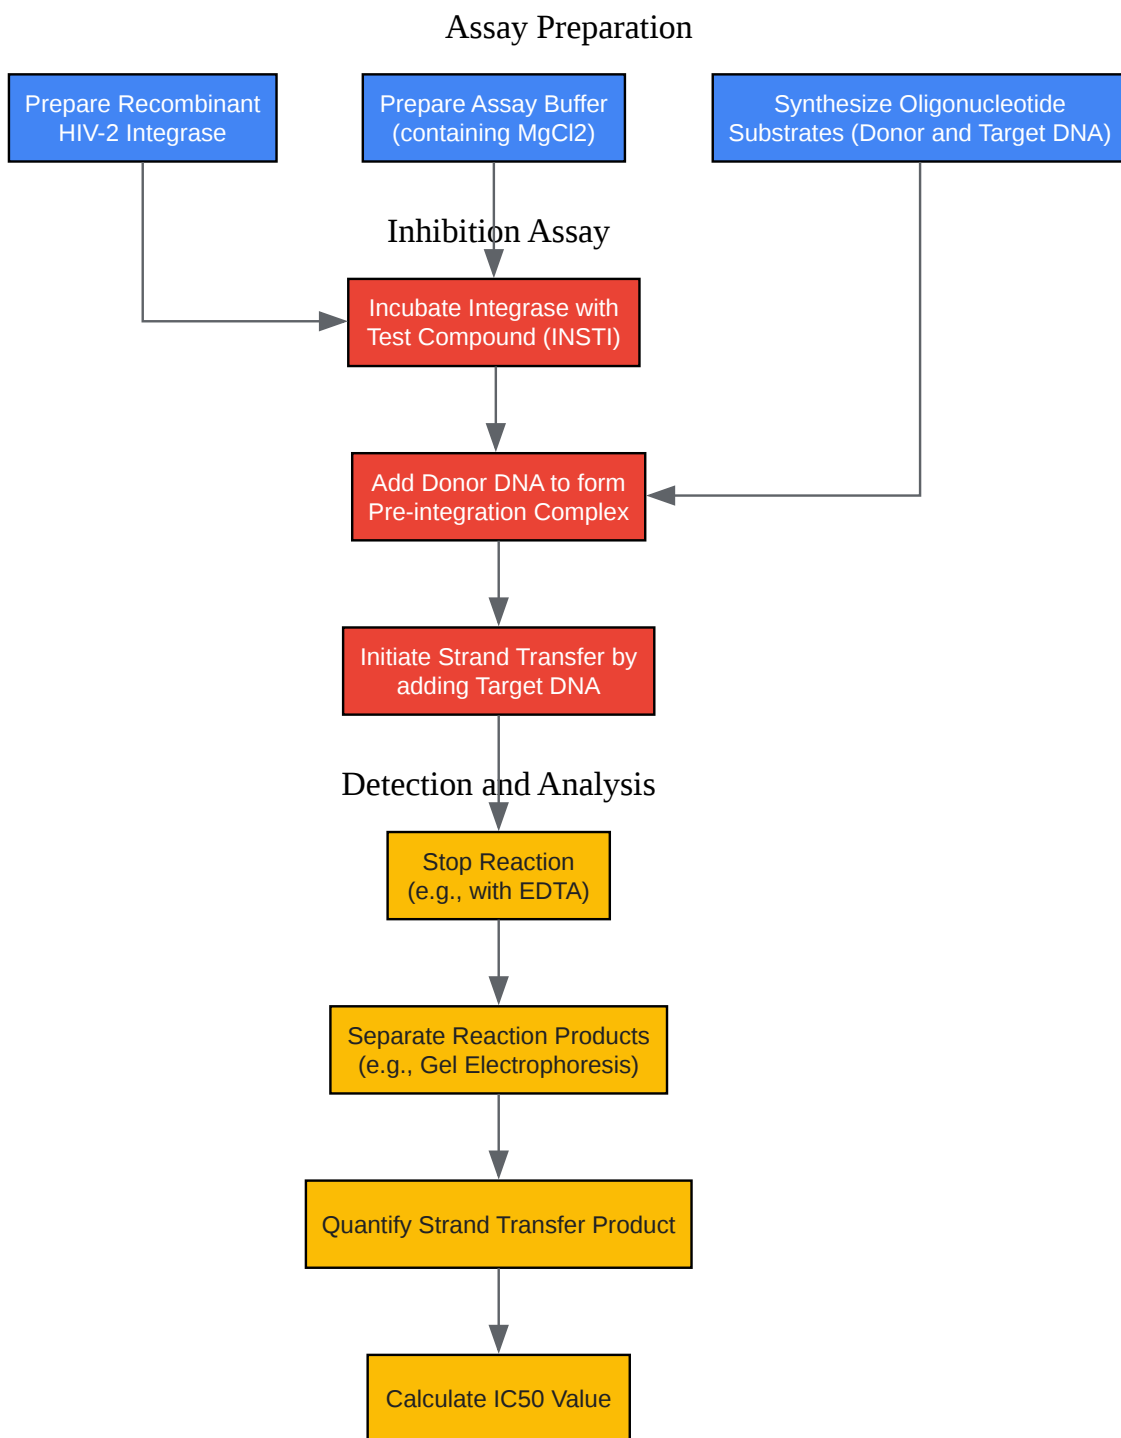 Assay Preparation
Prepare Recombinant
HIV-2 Integrase
Prepare Assay Buffer
(containing MgCl2)
Synthesize Oligonucleotide
Substrates (Donor and Target DNA)
Inhibition Assay
Incubate Integrase with
Test Compound (INSTI)
Add Donor DNA to form
Pre-integration Complex
Initiate Strand Transfer by
adding Target DNA
Detection and Analysis
Stop Reaction
(e.g., with EDTA)
Separate Reaction Products
(e.g., Gel Electrophoresis)
Quantify Strand Transfer Product
Calculate IC50 Value